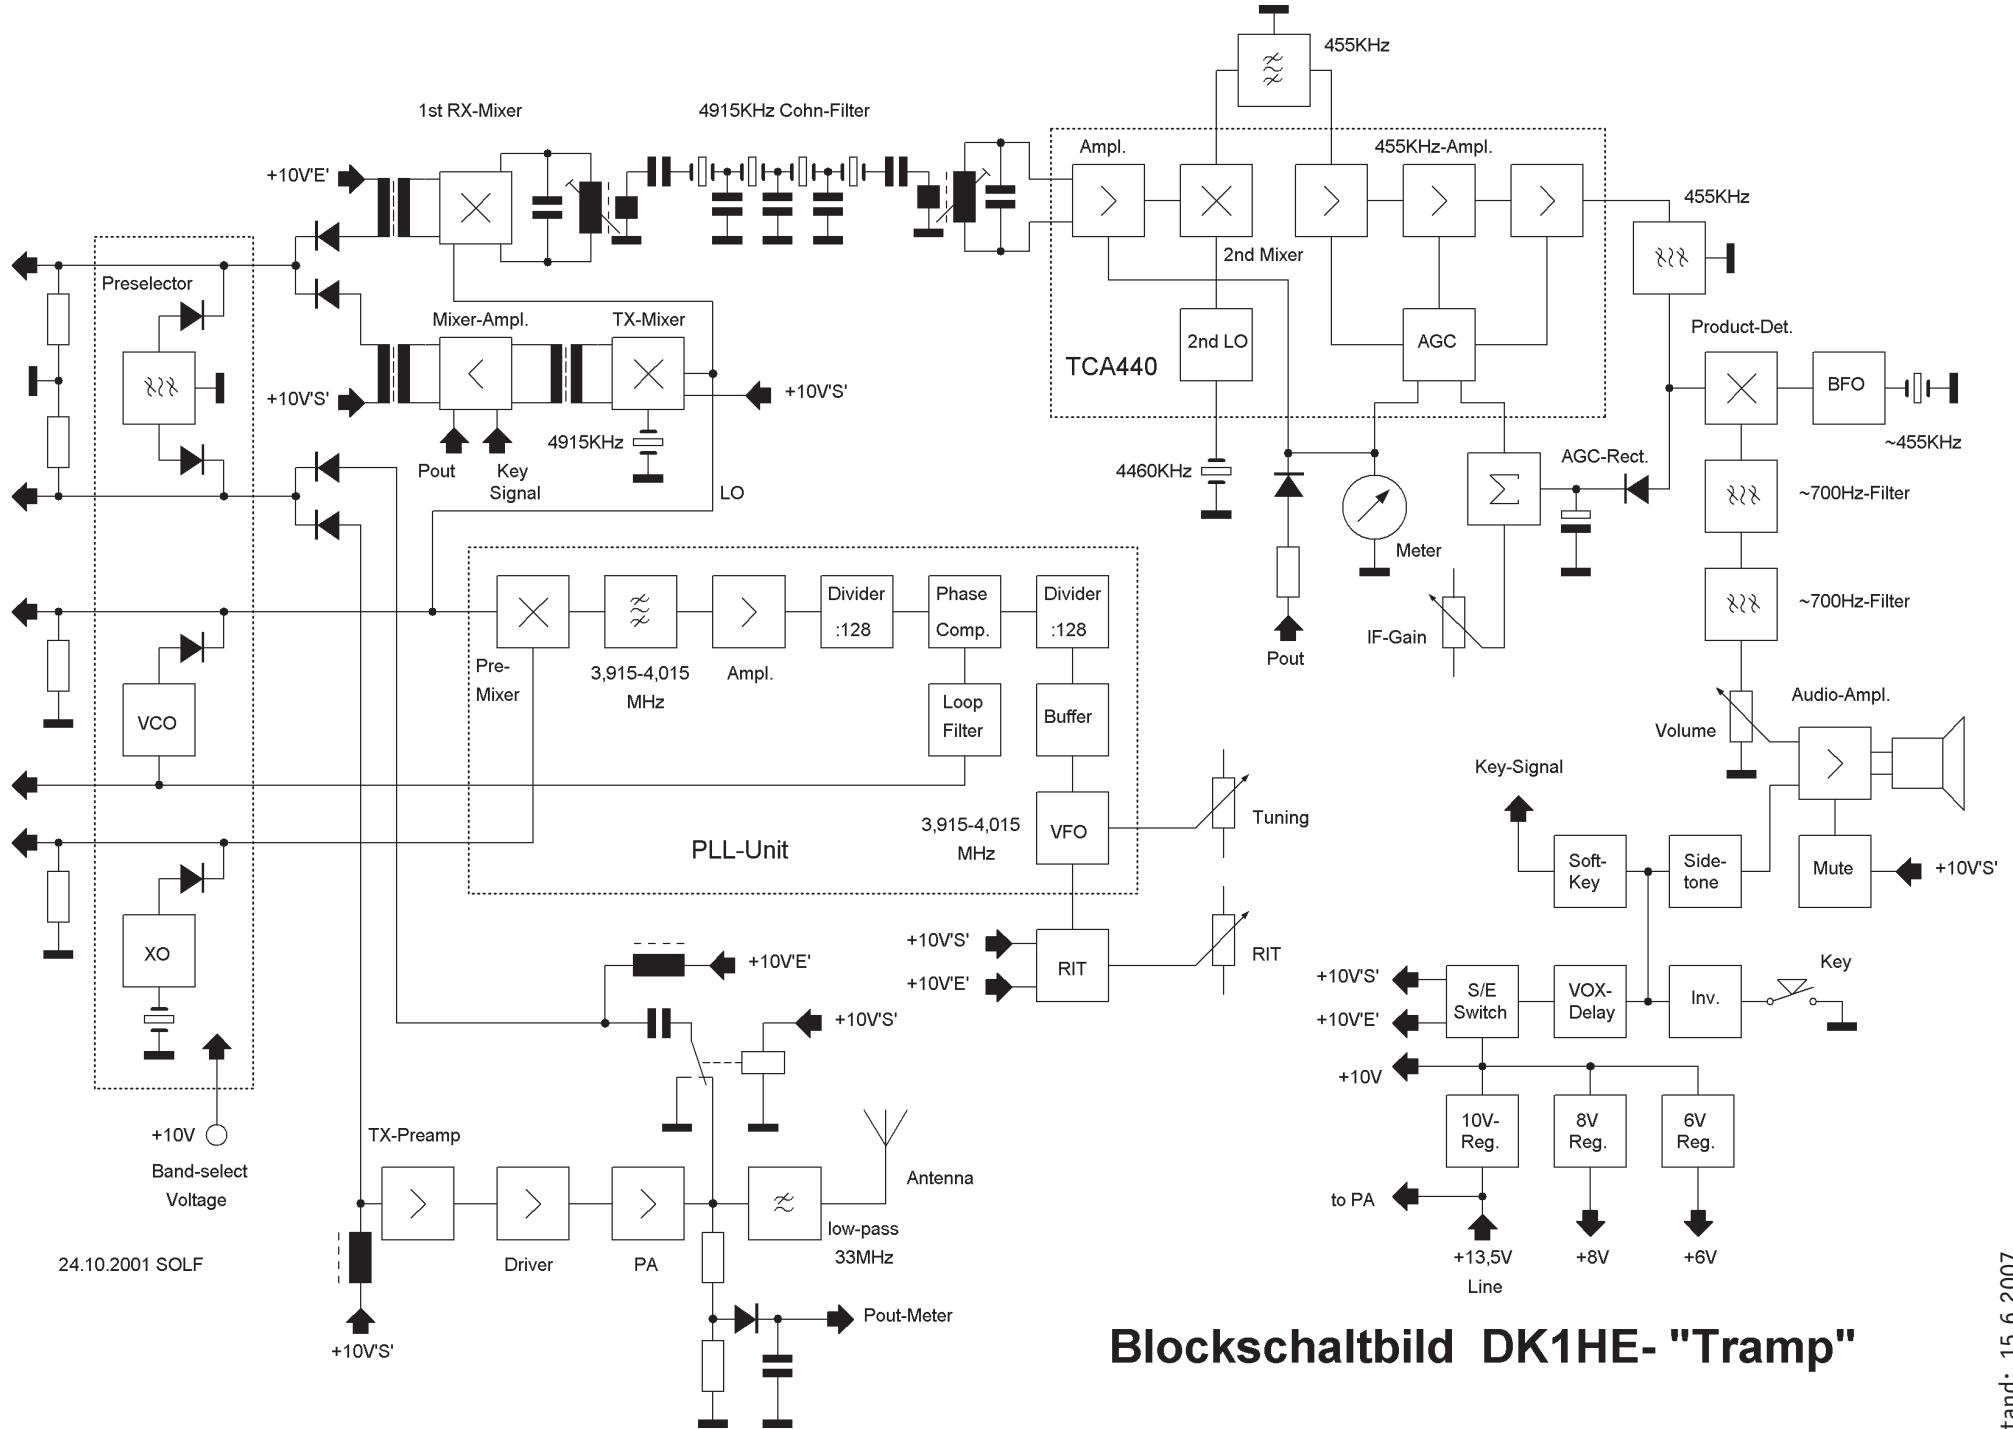 455KHz
1st RX-Mixer
4915KHz Cohn-Filter
Ampl.
455KHz-Ampl.
+10V'E'
455KHz
2nd Mixer
Preselector
Mixer-Ampl.
TX-Mixer
2nd LO
AGC
TCA440
Product-Det.
BFO
+10V'S'
+10V'S'
4915KHz
~455KHz
Pout
Key
Signal
4460KHz
AGC-Rect.
LO
~700Hz-Filter
Meter
Divider
:128
Phase
Comp.
Divider
:128
~700Hz-Filter
IF-Gain
Pout
Pre-
Mixer
3,915-4,015
MHz
Ampl.
Loop
Filter
Buffer
VCO
Audio-Ampl.
Volume
Key-Signal
3,915-4,015
MHz
VFO
Tuning
PLL-Unit
Soft-
Key
Side-
tone
Mute
+10V'S'
XO
+10V'S'
+10V'E'
RIT
RIT
+10V'E'
+10V'S'
Key
+10V'S'
+10V'E'
S/E
Switch
VOX-
Delay
Inv.
+10V
+10V
Band-select
Voltage
TX-Preamp
10V-
Reg.
8V
Reg.
6V
Reg.
Antenna
to PA
low-pass
33MHz
Driver
PA
24.10.2001 SOLF
+13,5V
Line
+8V
+6V
Pout-Meter
+10V'S'
Blockschaltbild DK1HE- "Tramp"
tand: 15.6.2007